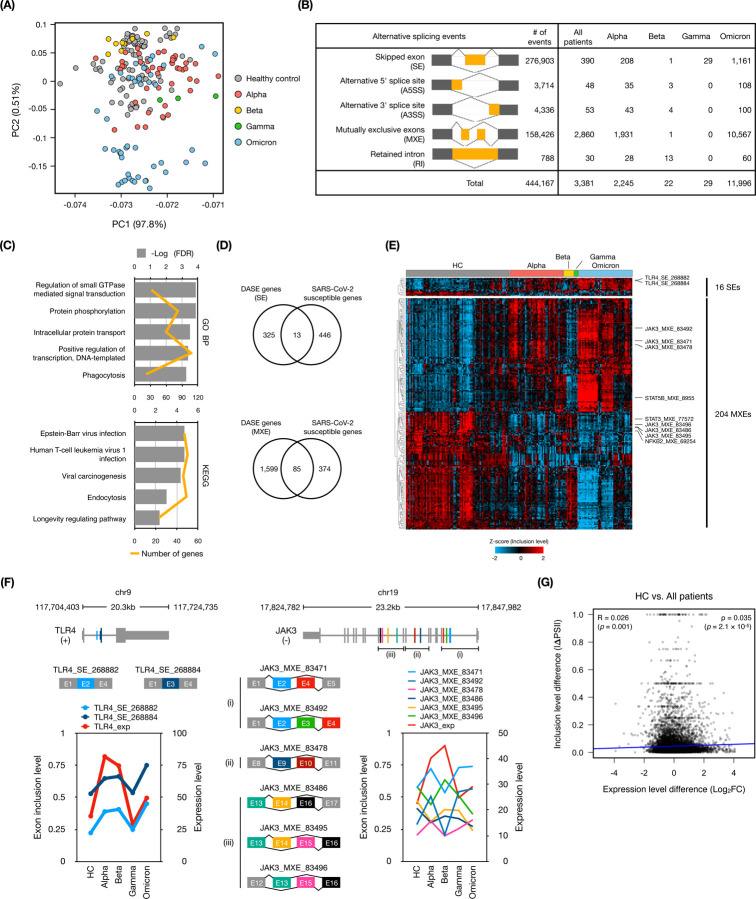 (A)
PC2 (0.51%)
0.1
0.05
0
-0.05
-0.1
-0.15
-0.074
-0.073
-0.072
-0.071
PC1 (97.8%)
Healthy control
Alpha
Beta
Gamma
Omicron
(B)
Alternative splicing events
# of events
All patients
Alpha
Beta
Gamma
Omicron
Skipped exon (SE)
276,903
390
208
1
29
1,161
Alternative 5' splice site (A5SS)
3,714
48
35
3
0
108
Alternative 3' splice site (A3SS)
4,336
53
43
4
0
100
Mutually exclusive exons (MXE)
158,426
2,860
1,931
1
0
10,567
Retained intron (RI)
788
30
28
13
0
60
Total
444,167
3,381
2,245
22
29
11,996
(C)
-Log (FDR)
0 1 2 3 4
Regulation of small GTPase
mediated signal transduction
Protein phosphorylation
Intracellular protein transport
Positive regulation of
transcription, DNA-templated
Phagocytosis
GO BP
0 30 60 90 120
0 2 4 6
Epstein-Barr virus infection
Human T-cell leukemia virus 1
infection
Viral carcinogenesis
Endocytosis
Longevity regulating pathway
KEGG
0 20 40 60
Number of genes
(D)
DASE genes
(SE)
SARS-CoV-2
susceptible genes
325
13
446
DASE genes
(MXE)
SARS-CoV-2
susceptible genes
1,599
85
374
(E)
HC
Alpha
Beta
Gamma
Omicron
TLR4_SE_268882
TLR4_SE_268884
16 SEs
JAK3_MXE_83492
JAK3_MXE_83471
JAK3_MXE_83478
STAT5B_MXE_8955
STAT3_MXE_77572
JAK3_MXE_83496
JAK3_MXE_83486
JAK3_MXE_83495
NFKB2_MXE_69254
204 MXEs
Z-score (Inclusion level)
-2 -1 0 1 2
(F)
chr9
117,704,403
20.3kb
117,724,735
TLR4
(+)
TLR4_SE_268882
E1 E2 E4
TLR4_SE_268884
E1 E3 E4
TLR4_SE_268882
TLR4_SE_268884
TLR4_exp
Exon inclusion level
1
0.75
0.5
0.25
0
100
75
50
25
0
Expression level
HC
Alpha
Beta
Gamma
Omicron
chr19
17,824,782
23.2kb
17,847,982
JAK3
(-)
(iii)
(ii)
(i)
(i)
JAK3_MXE_83471
E1 E2 E4 E5
JAK3_MXE_83492
E1 E2 E3 E4
(ii)
JAK3_MXE_83478
E8 E9 E10 E11
(iii)
JAK3_MXE_83486
E13 E14 E16 E17
JAK3_MXE_83495
E13 E14 E15 E16
JAK3_MXE_83496
E12 E13 E15 E16
JAK3_MXE_83471
JAK3_MXE_83492
JAK3_MXE_83478
JAK3_MXE_83486
JAK3_MXE_83495
JAK3_MXE_83496
JAK3_exp
Exon inclusion level
1
0.75
0.5
0.25
0
50
40
30
20
10
0
Expression level
HC
Alpha
Beta
Gamma
Omicron
(G)
HC vs. All patients
R = 0.026
(p = 0.001)
ρ = 0.035
(p = 2.1 × 10⁻⁵)
Inclusion level difference (IΔPSII)
1.0
0.8
0.6
0.4
0.2
0.0
-4 -2 0 2 4
Expression level difference (Log₂FC)